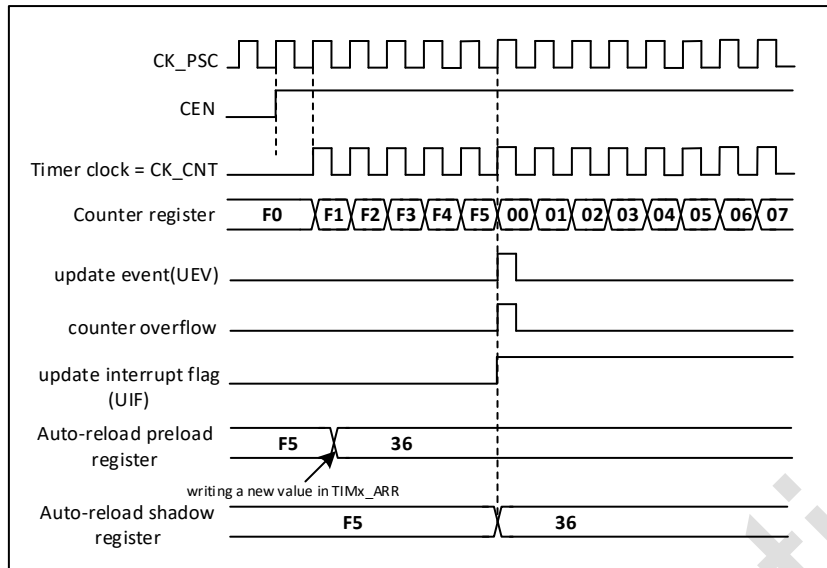 CK_PSC
CEN
Timer clock = CK_CNT
Counter register
F0 F1 F2 F3 F4 F5 00 01 02 03 04 05 06 07
update event(UEV)
counter overflow
update interrupt flag
(UIF)
Auto-reload preload
register
F5 36
writing a new value in TIMx_ARR
Auto-reload shadow
register
F5 36